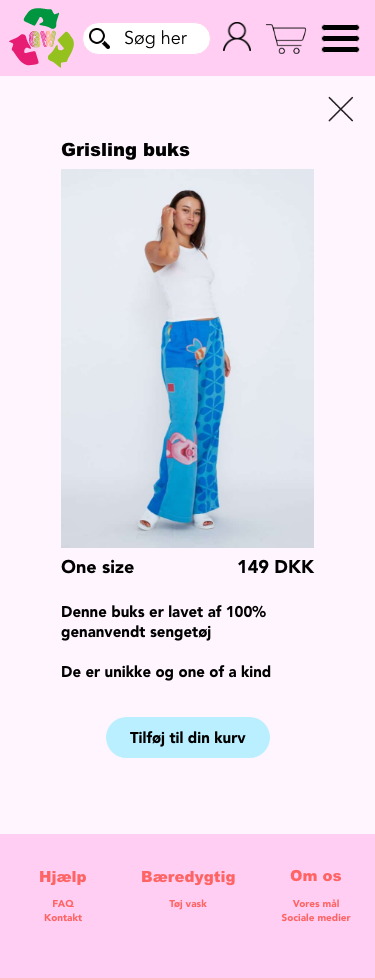 Søg her
Grisling buks
One size 149 DKK
Denne buks er lavet af 100%
genanvendt sengetøj
De er unikke og one of a kind
Tilføj til din kurv
Hjælp Bæredygtig Om os
FAQ Tøj vask Vores mål
Kontakt Sociale medier